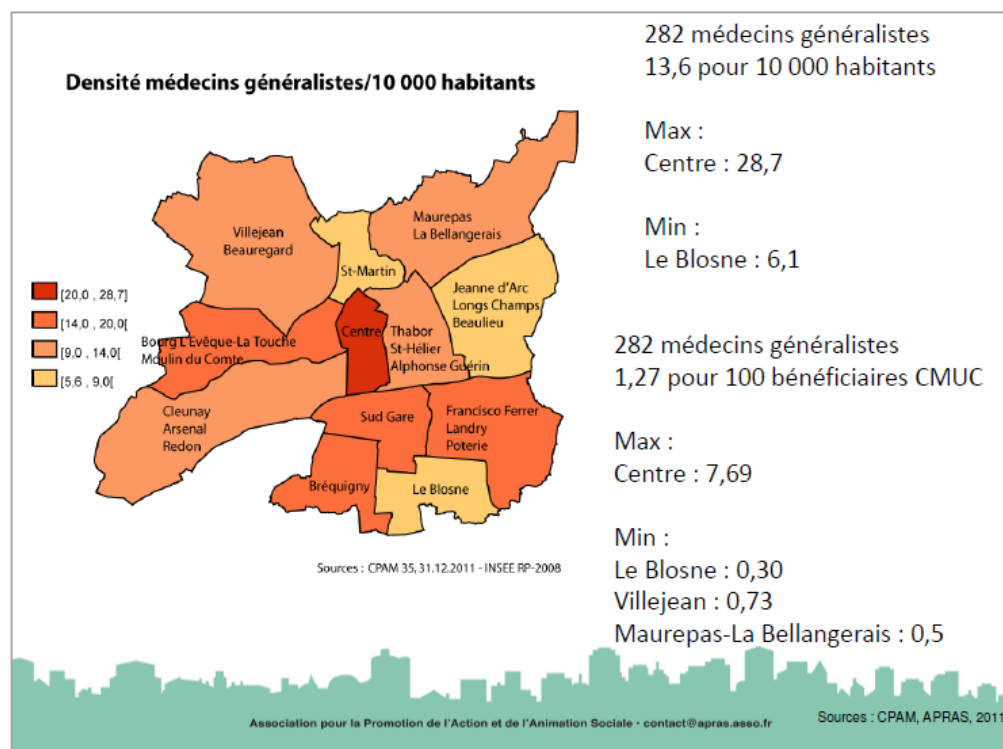 Densité médecins généralistes/10 000 habitants
Villejean
Beauregard
St-Martin
Maurepas
La Bellangerais
Jeanne d'Arc
Longs Champs
Beaulieu
Centre
Thabor
St-Hélier
Alphonse Guérin
Bourg L'Evêque-La Touche
Moulin du Comte
Cleunay
Arsenal
Redon
Sud Gare
Francisco Ferrer
Landry
Poterie
Bréquigny
Le Blosne
[20,0 , 28,7]
[14,0 , 20,0[
[9,0 , 14,0[
[5,6 , 9,0[
Sources : CPAM 35, 31.12.2011 - INSEE RP-2008
282 médecins généralistes
13,6 pour 10 000 habitants
Max :
Centre : 28,7
Min :
Le Blosne : 6,1
282 médecins généralistes
1,27 pour 100 bénéficiaires CMUC
Max :
Centre : 7,69
Min :
Le Blosne : 0,30
Villejean : 0,73
Maurepas-La Bellangerais : 0,5
Association pour la Promotion de l'Action et de l'Animation Sociale • contact@apras.asso.fr
Sources : CPAM, APRAS, 2011